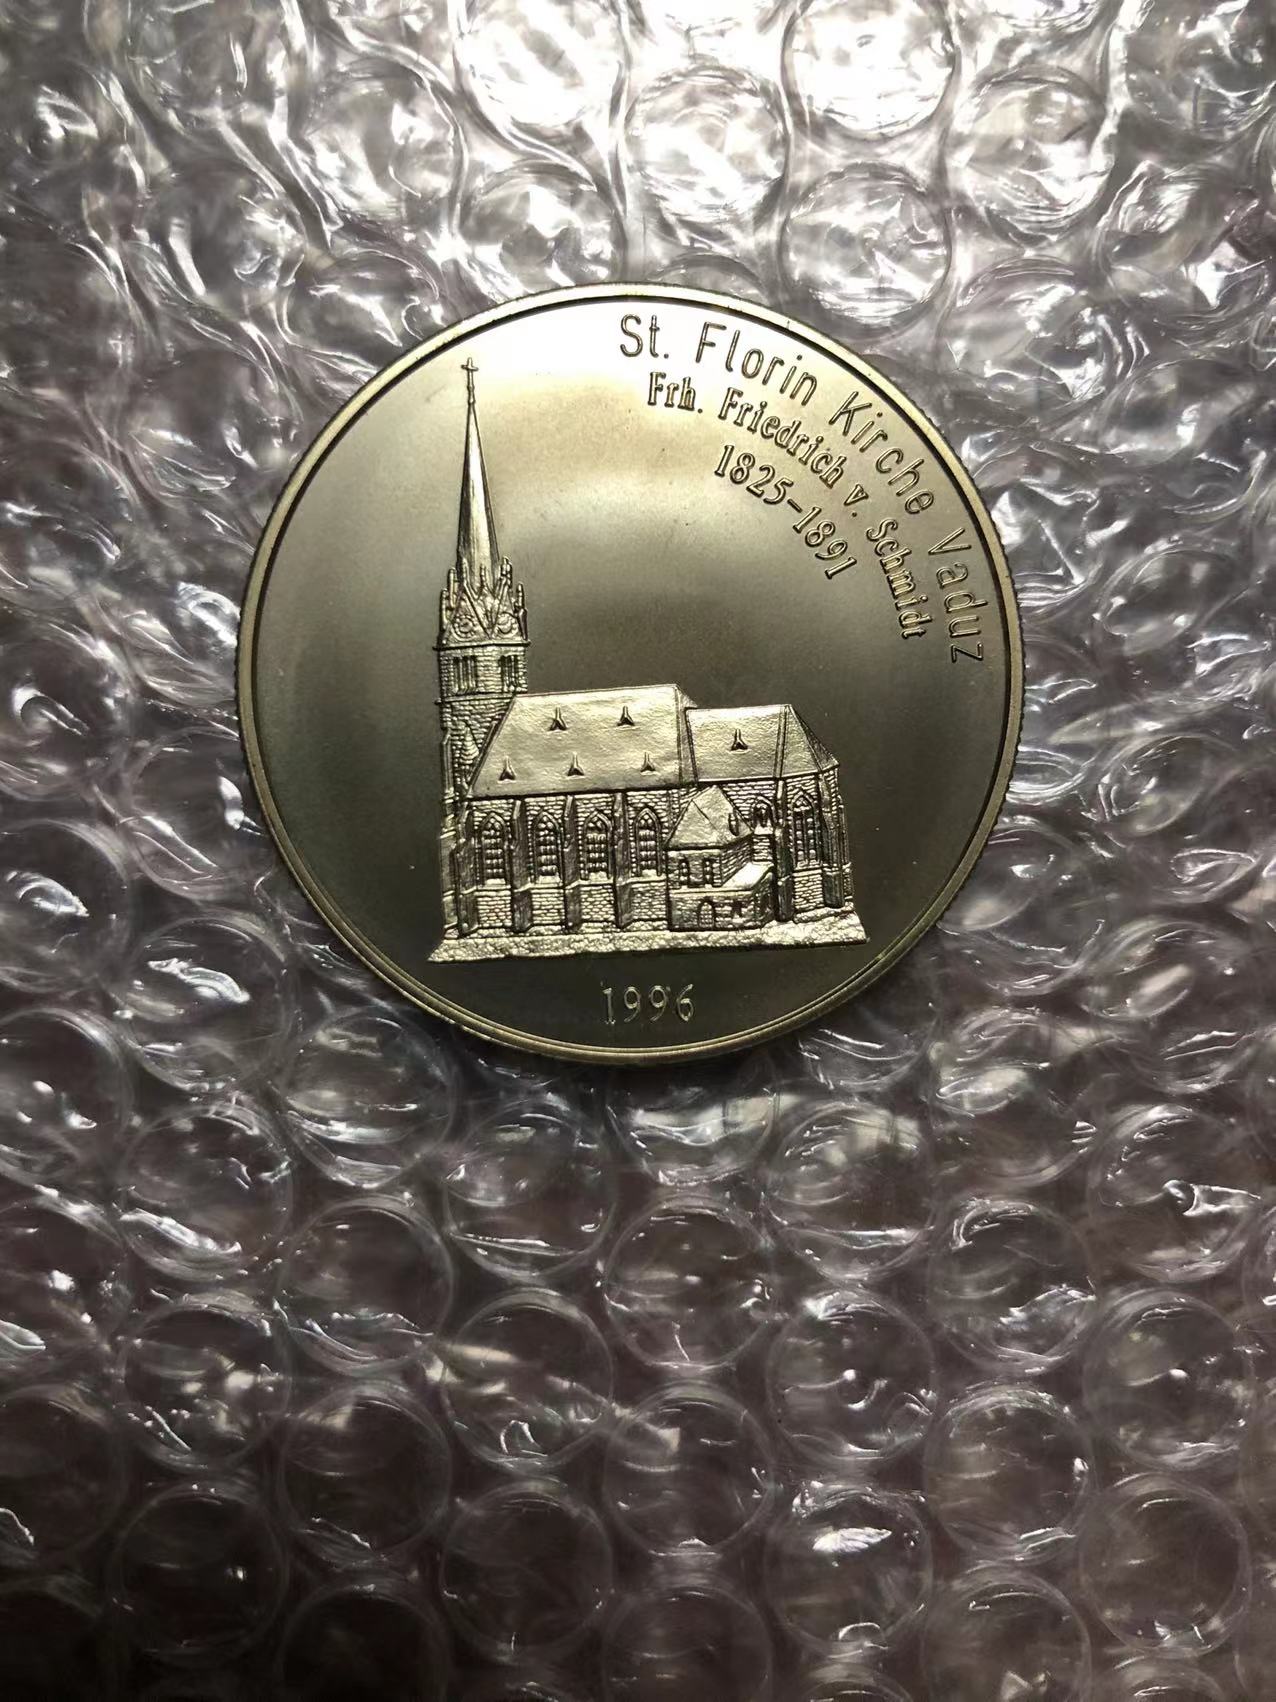 St. Florin Kirche Vaduz
Frh. Friedrich v. Schmidt
1825-1891
1996